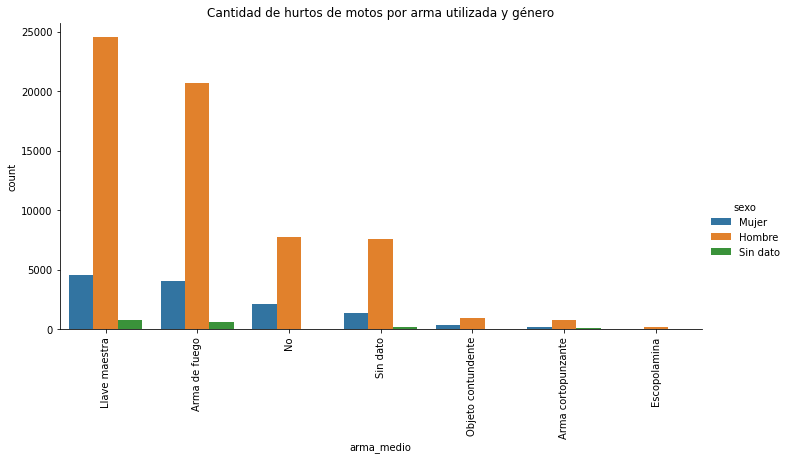 Cantidad de hurtos de motos por arma utilizada y género
25000
20000
15000
10000
5000
0
count
Llave maestra
Arma de fuego
No
Sin dato
Objeto contundente
Arma cortopunzante
Escopolamina
arma_medio
sexo
Mujer
Hombre
Sin dato